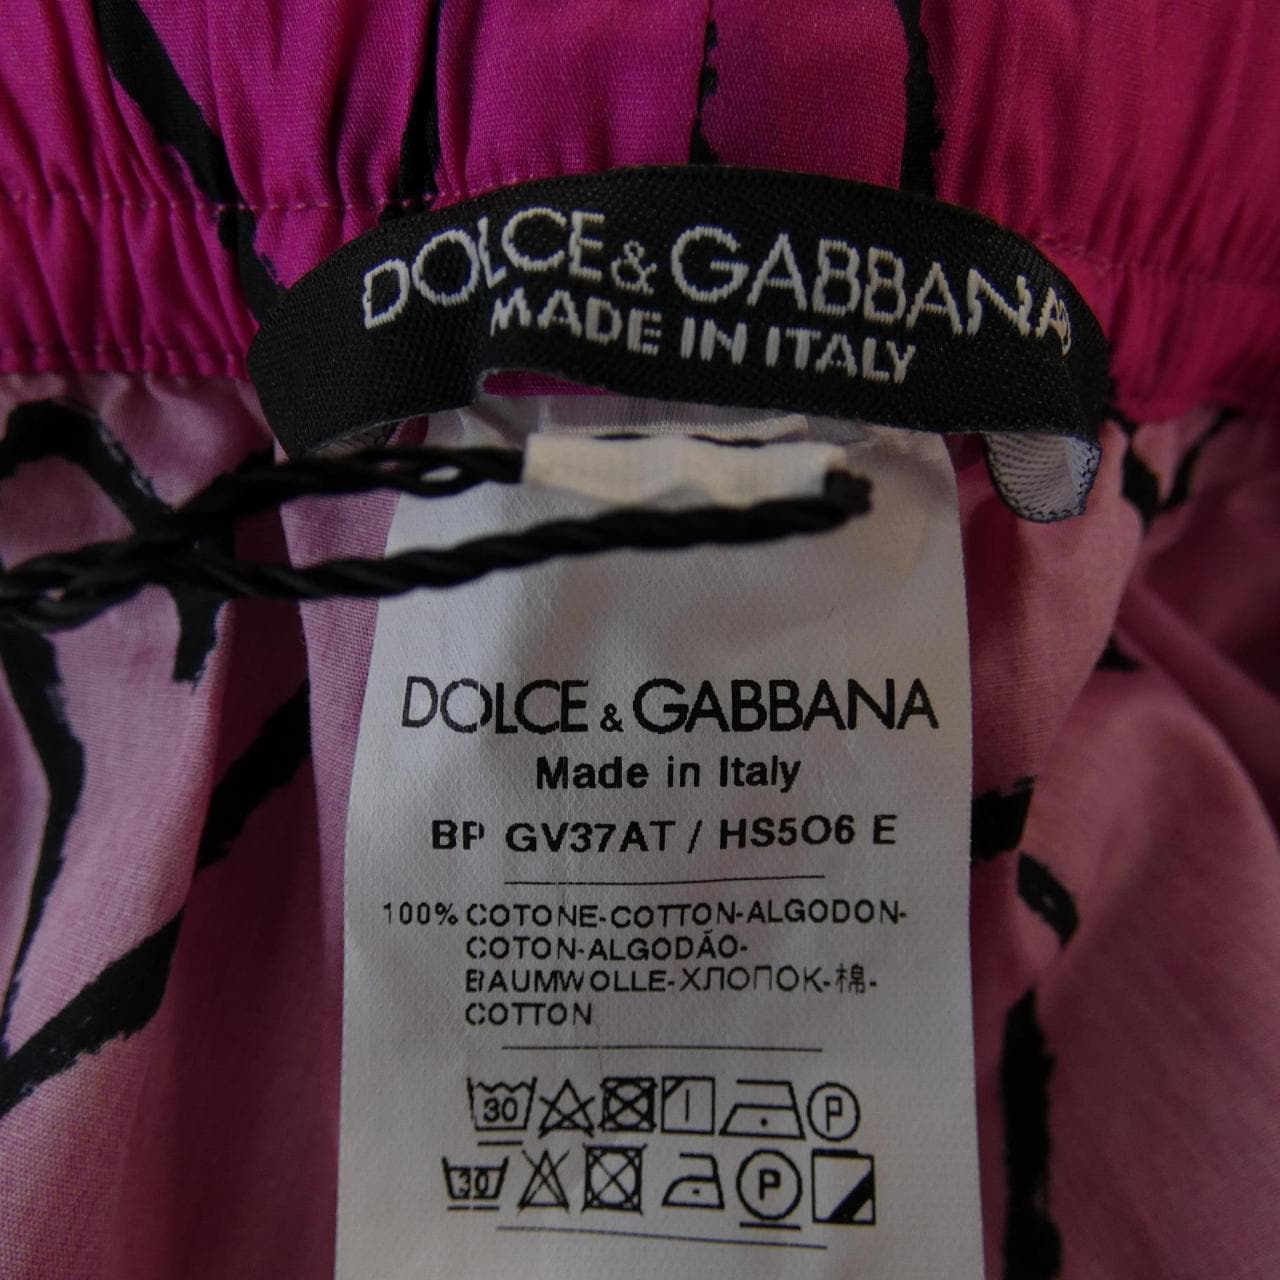 DOLCE & GABBANA
MADE IN ITALY
DOLCE & GABBANA
Made in Italy
BP GV37AT / HS5O6 E
100% COTONE-COTTON-ALGODON-
COTON-ALGODÃO-
BAUMWOLLE-ХЛОПОК-棉-
COTTON
30 P
30 P